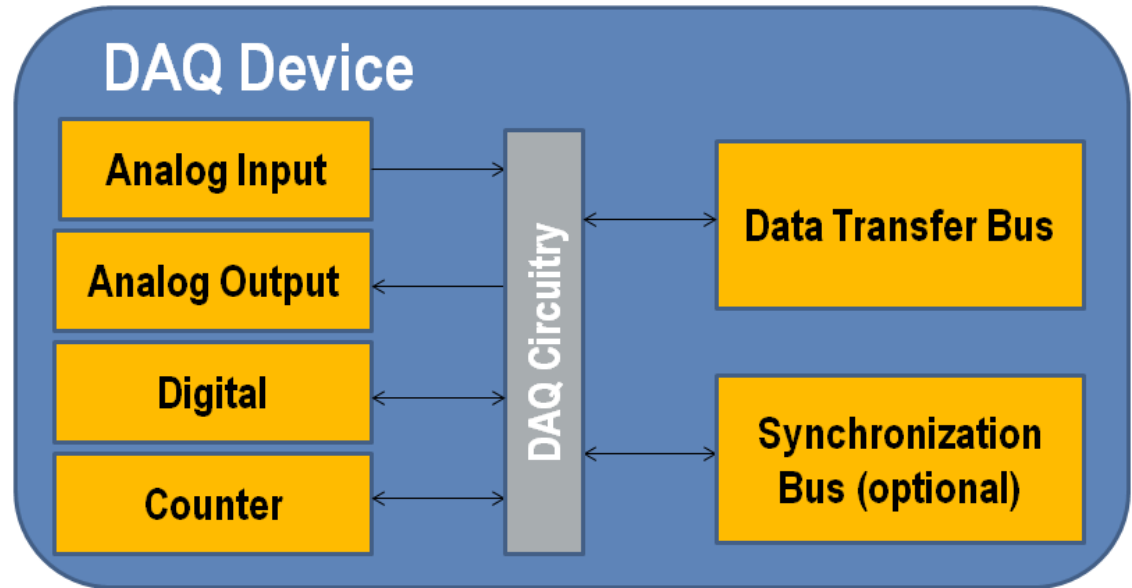 DAQ Device
Analog Input
Analog Output
Digital
Counter
DAQ Circuitry
Data Transfer Bus
Synchronization
Bus (optional)